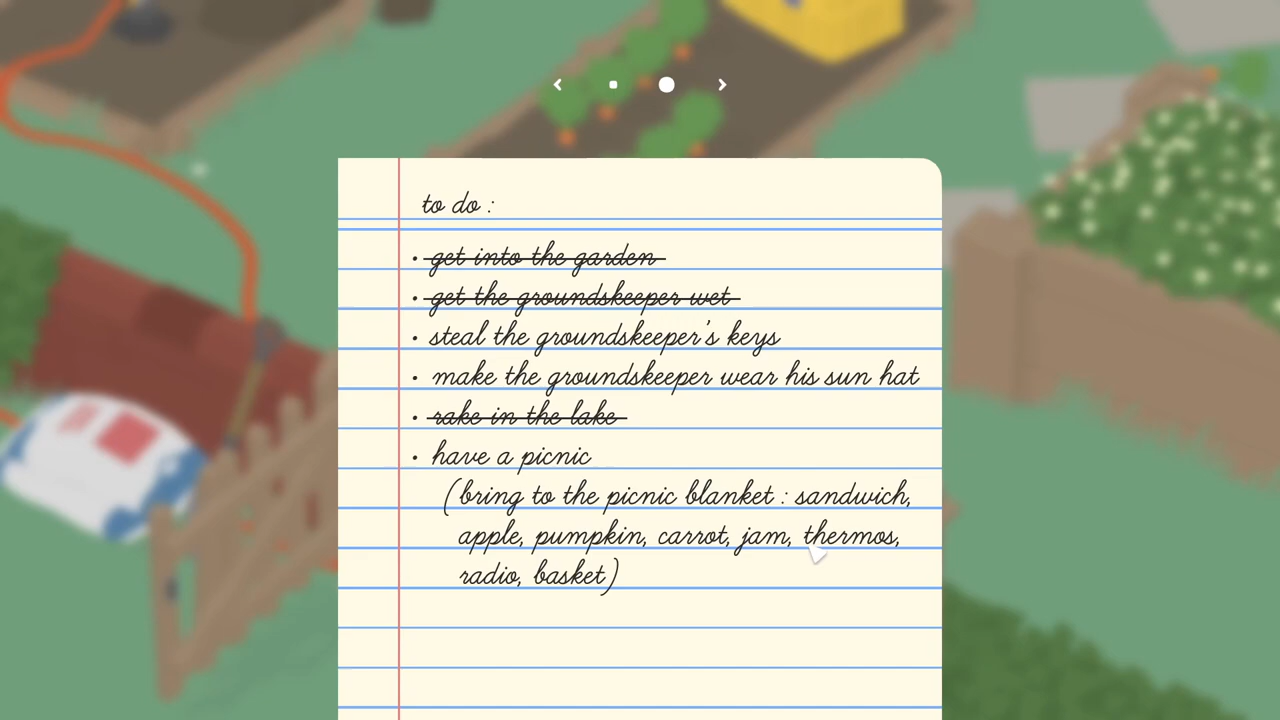 to do :
• get into the garden
• get the groundskeeper wet
• steal the groundskeeper's keys
• make the groundskeeper wear his sun hat
• rake in the lake
• have a picnic
(bring to the picnic blanket : sandwich,
apple, pumpkin, carrot, jam, thermos,
radio, basket)